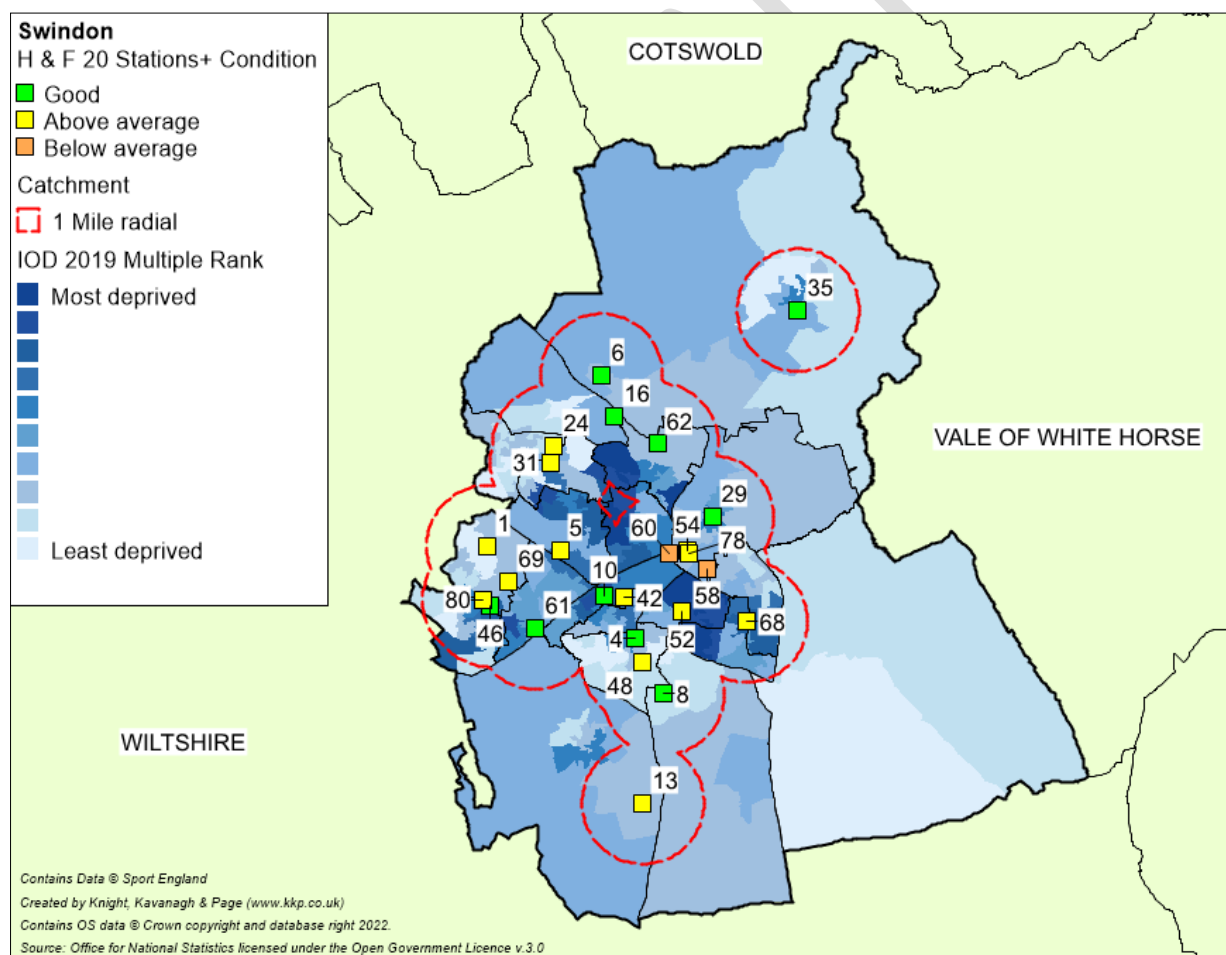 Swindon
H & F 20 Stations+ Condition
Good
Above average
Below average
Catchment
1 Mile radial
IOD 2019 Multiple Rank
Most deprived
Least deprived
COTSWOLD
35
6
16
24
62
VALE OF WHITE HORSE
31
29
1
5
60
54
78
69
10
80
61
42
58
68
46
4
52
48
8
WILTSHIRE
13
Contains Data © Sport England
Created by Knight, Kavanagh & Page (www.kkp.co.uk)
Contains OS data © Crown copyright and database right 2022.
Source: Office for National Statistics licensed under the Open Government Licence v.3.0